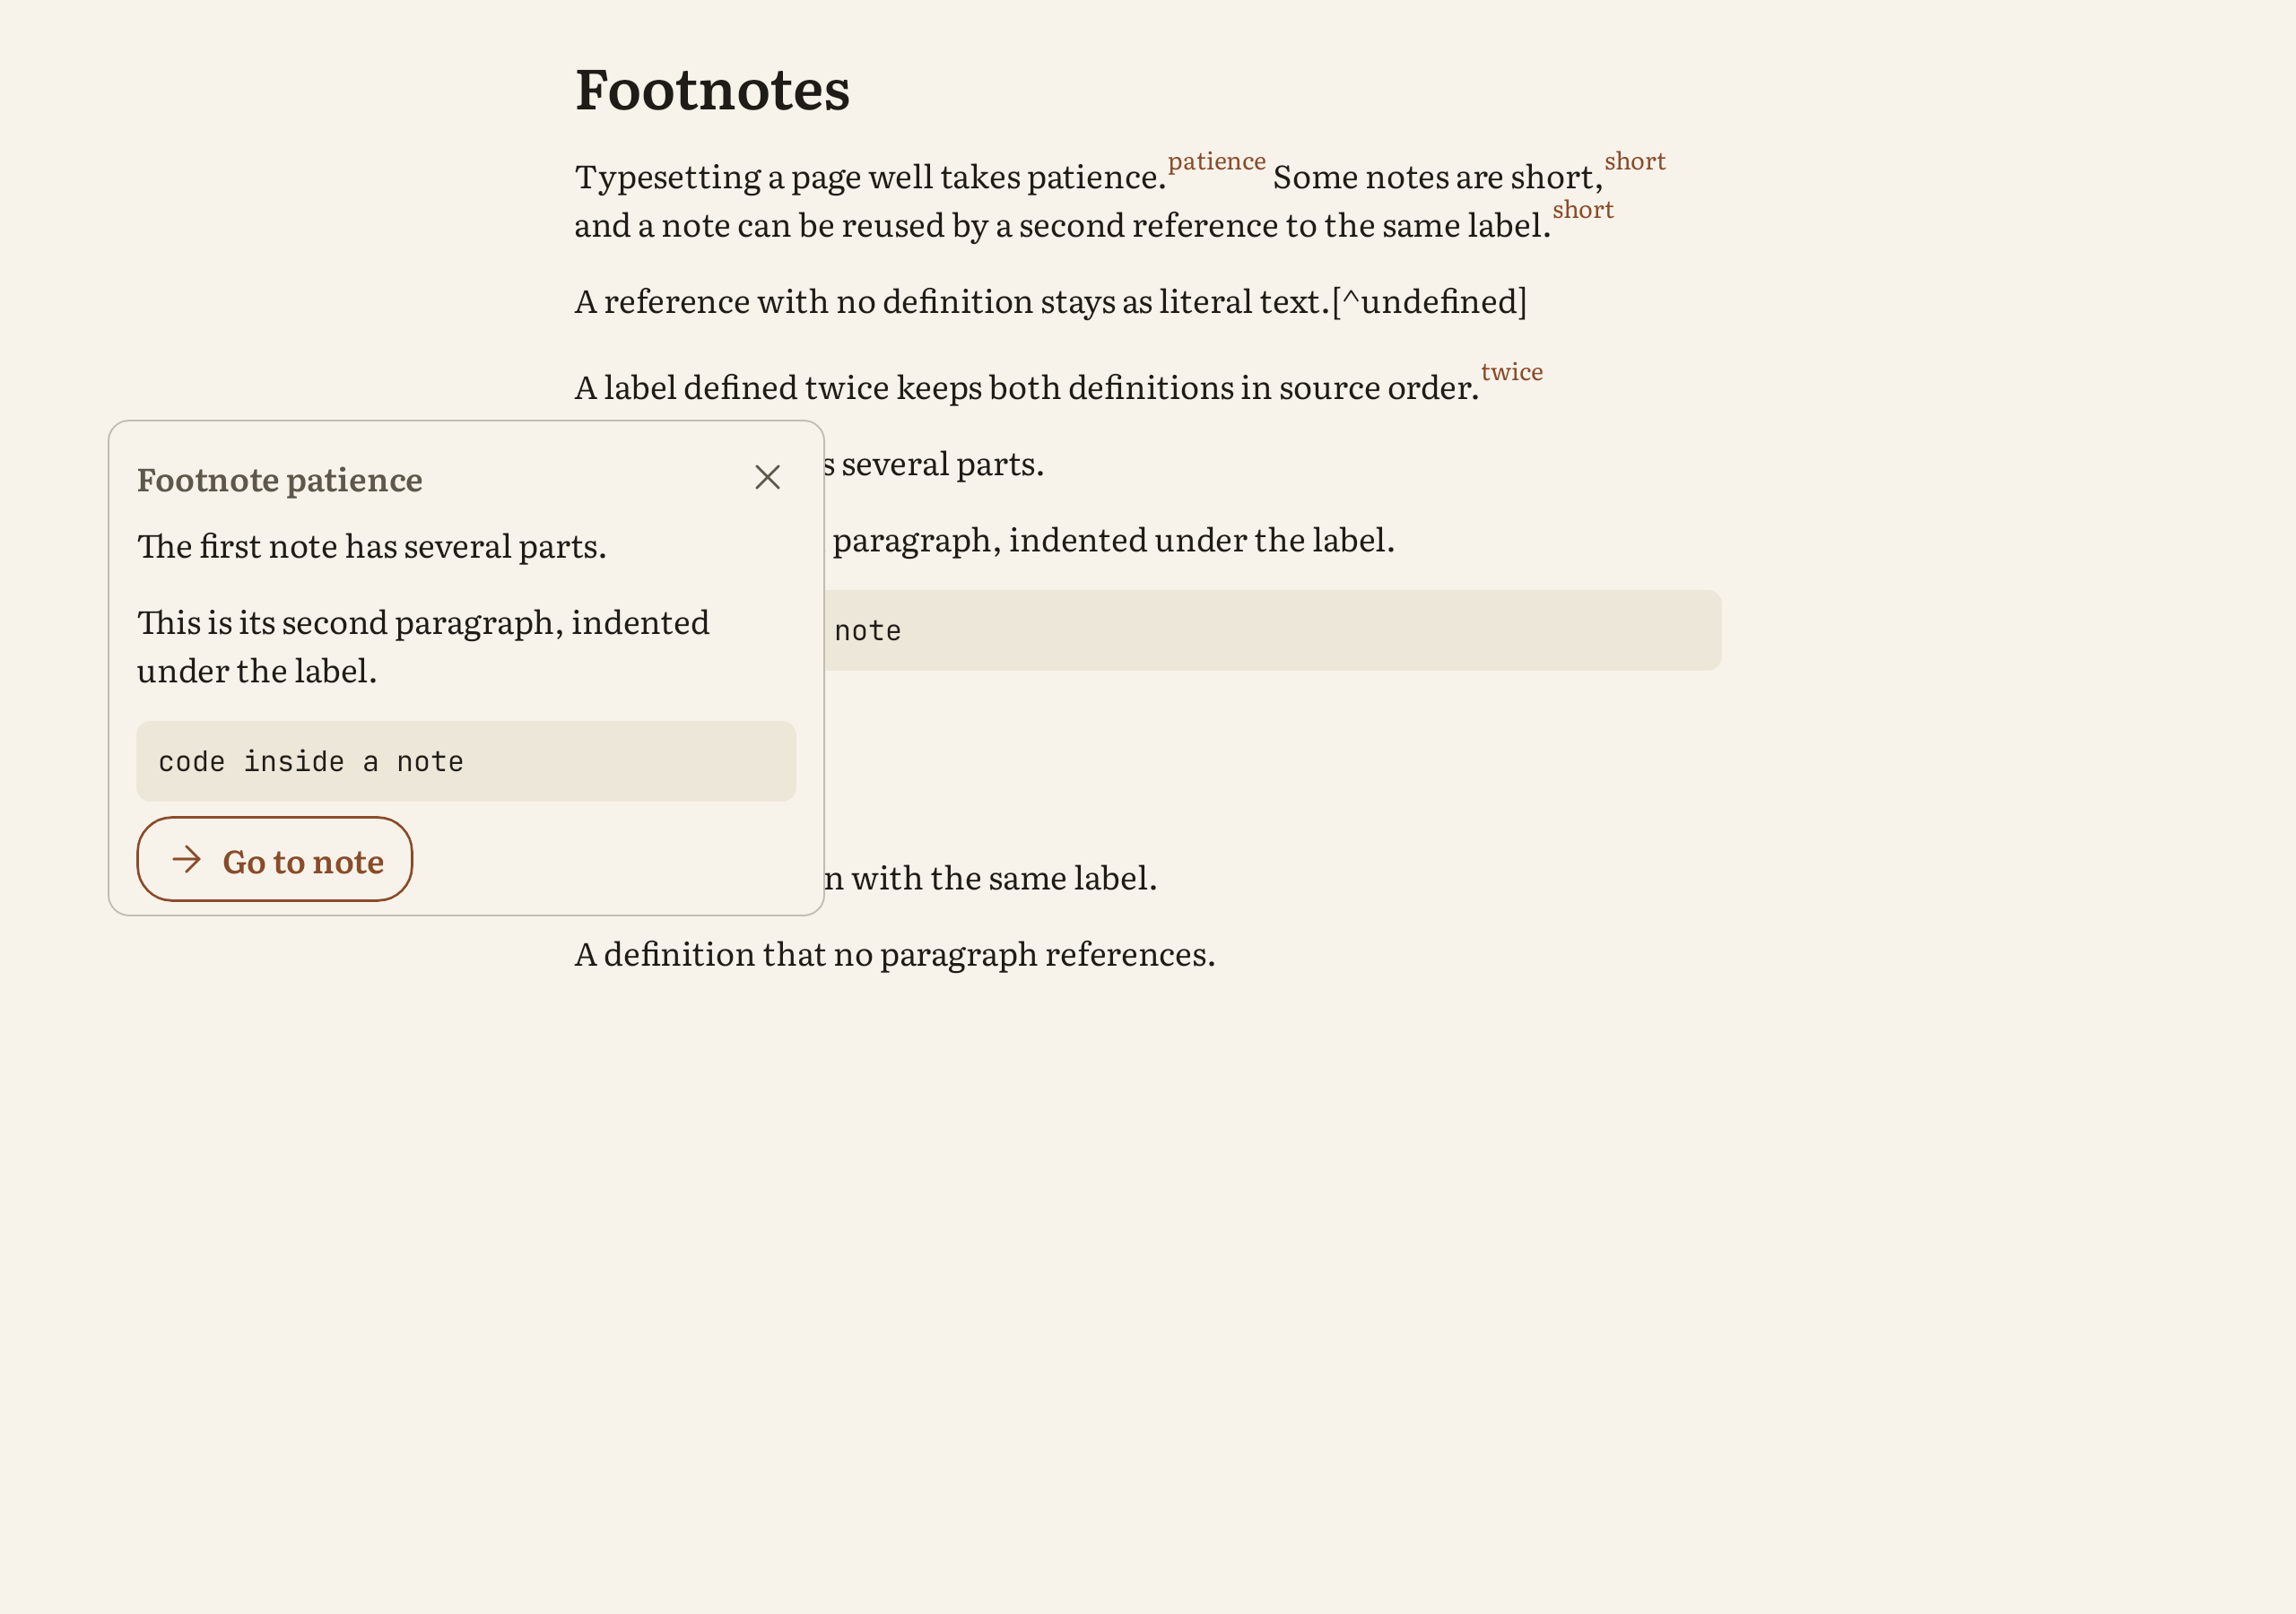 Footnotes
Typesetting a page well takes patience.patience Some notes are short,short
and a note can be reused by a second reference to the same label.short
A reference with no definition stays as literal text.[^undefined]
A label defined twice keeps both definitions in source order.twice
Footnote patience
The first note has several parts.
This is its second paragraph, indented
under the label.
code inside a note
Go to note
s several parts.
paragraph, indented under the label.
note
n with the same label.
A definition that no paragraph references.